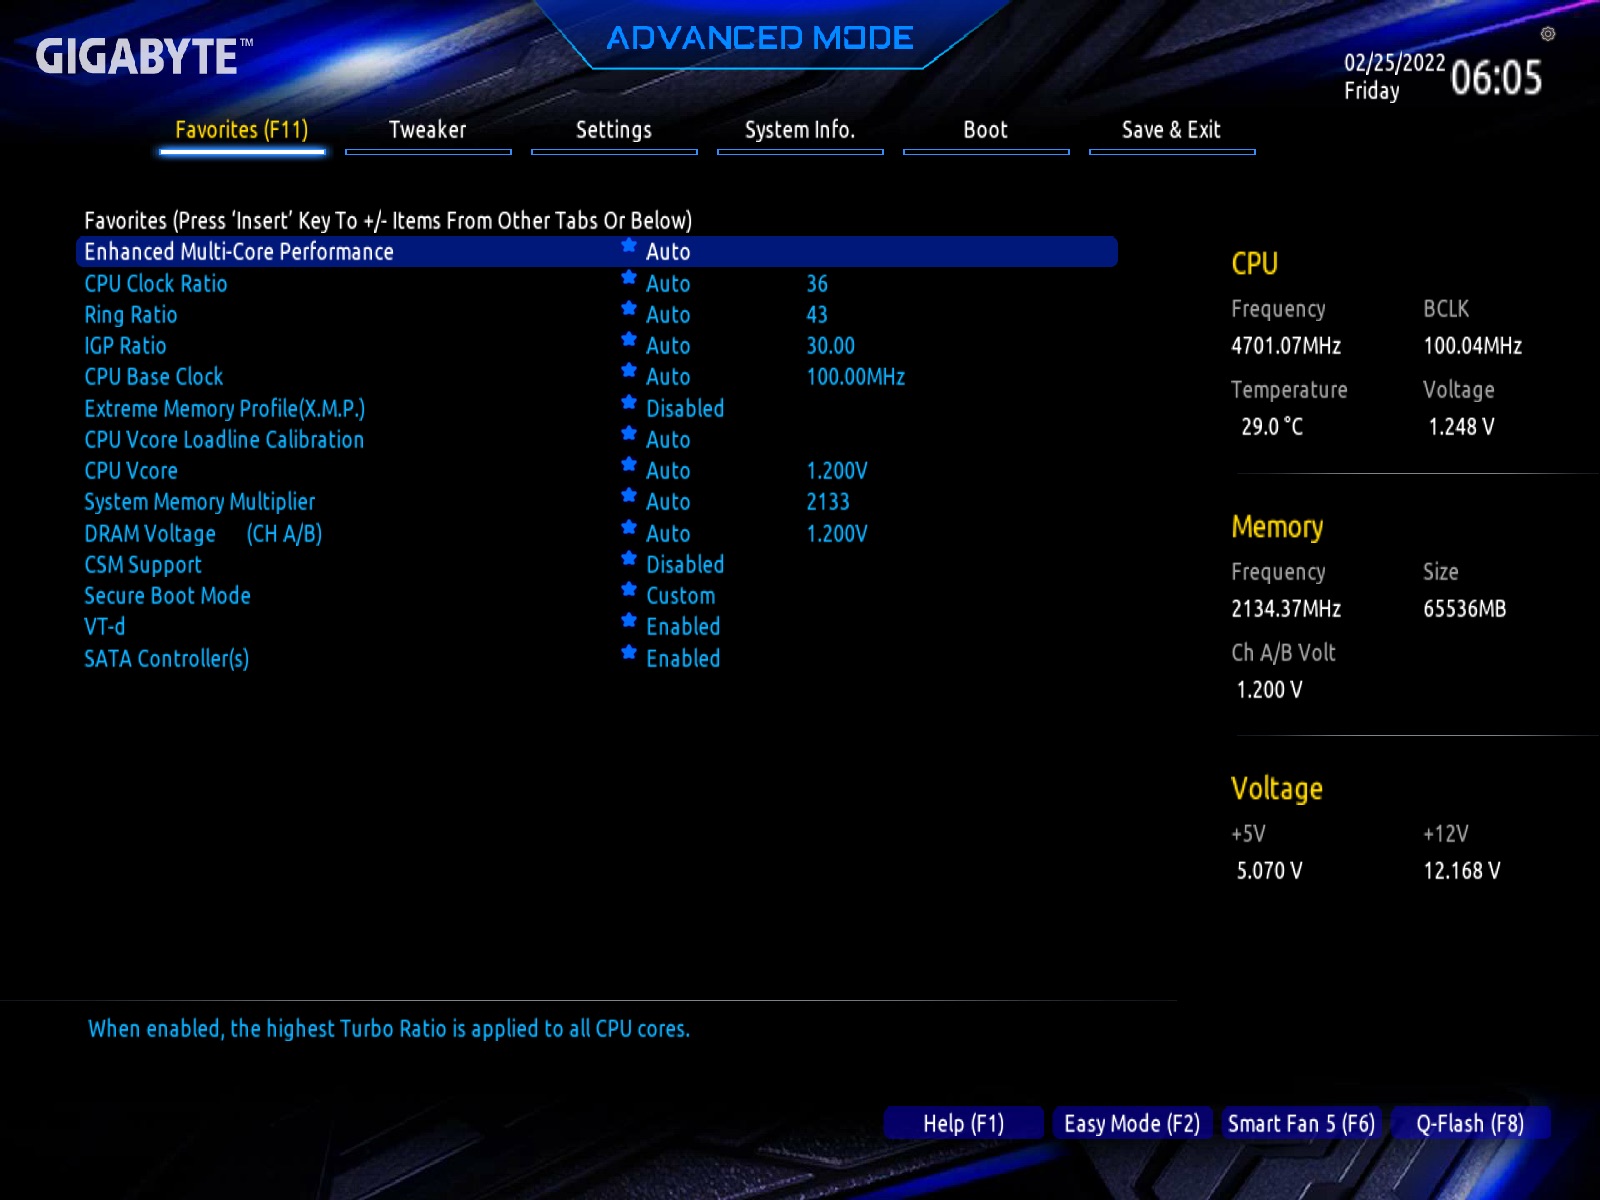 GIGABYTE™
ADVANCED MODE
02/25/2022
Friday
06:05
Favorites (F11) Tweaker Settings System Info. Boot Save & Exit
Favorites (Press ‘Insert’ Key To +/- Items From Other Tabs Or Below)
Enhanced Multi-Core Performance Auto
CPU Clock Ratio Auto 36
Ring Ratio Auto 43
IGP Ratio Auto 30.00
CPU Base Clock Auto 100.00MHz
Extreme Memory Profile(X.M.P.) Disabled
CPU Vcore Loadline Calibration Auto
CPU Vcore Auto 1.200V
System Memory Multiplier Auto 2133
DRAM Voltage (CH A/B) Auto 1.200V
CSM Support Disabled
Secure Boot Mode Custom
VT-d Enabled
SATA Controller(s) Enabled
CPU
Frequency BCLK
4701.07MHz 100.04MHz
Temperature Voltage
29.0 °C 1.248 V
Memory
Frequency Size
2134.37MHz 65536MB
Ch A/B Volt
1.200 V
Voltage
+5V +12V
5.070 V 12.168 V
When enabled, the highest Turbo Ratio is applied to all CPU cores.
Help (F1) Easy Mode (F2) Smart Fan 5 (F6) Q-Flash (F8)